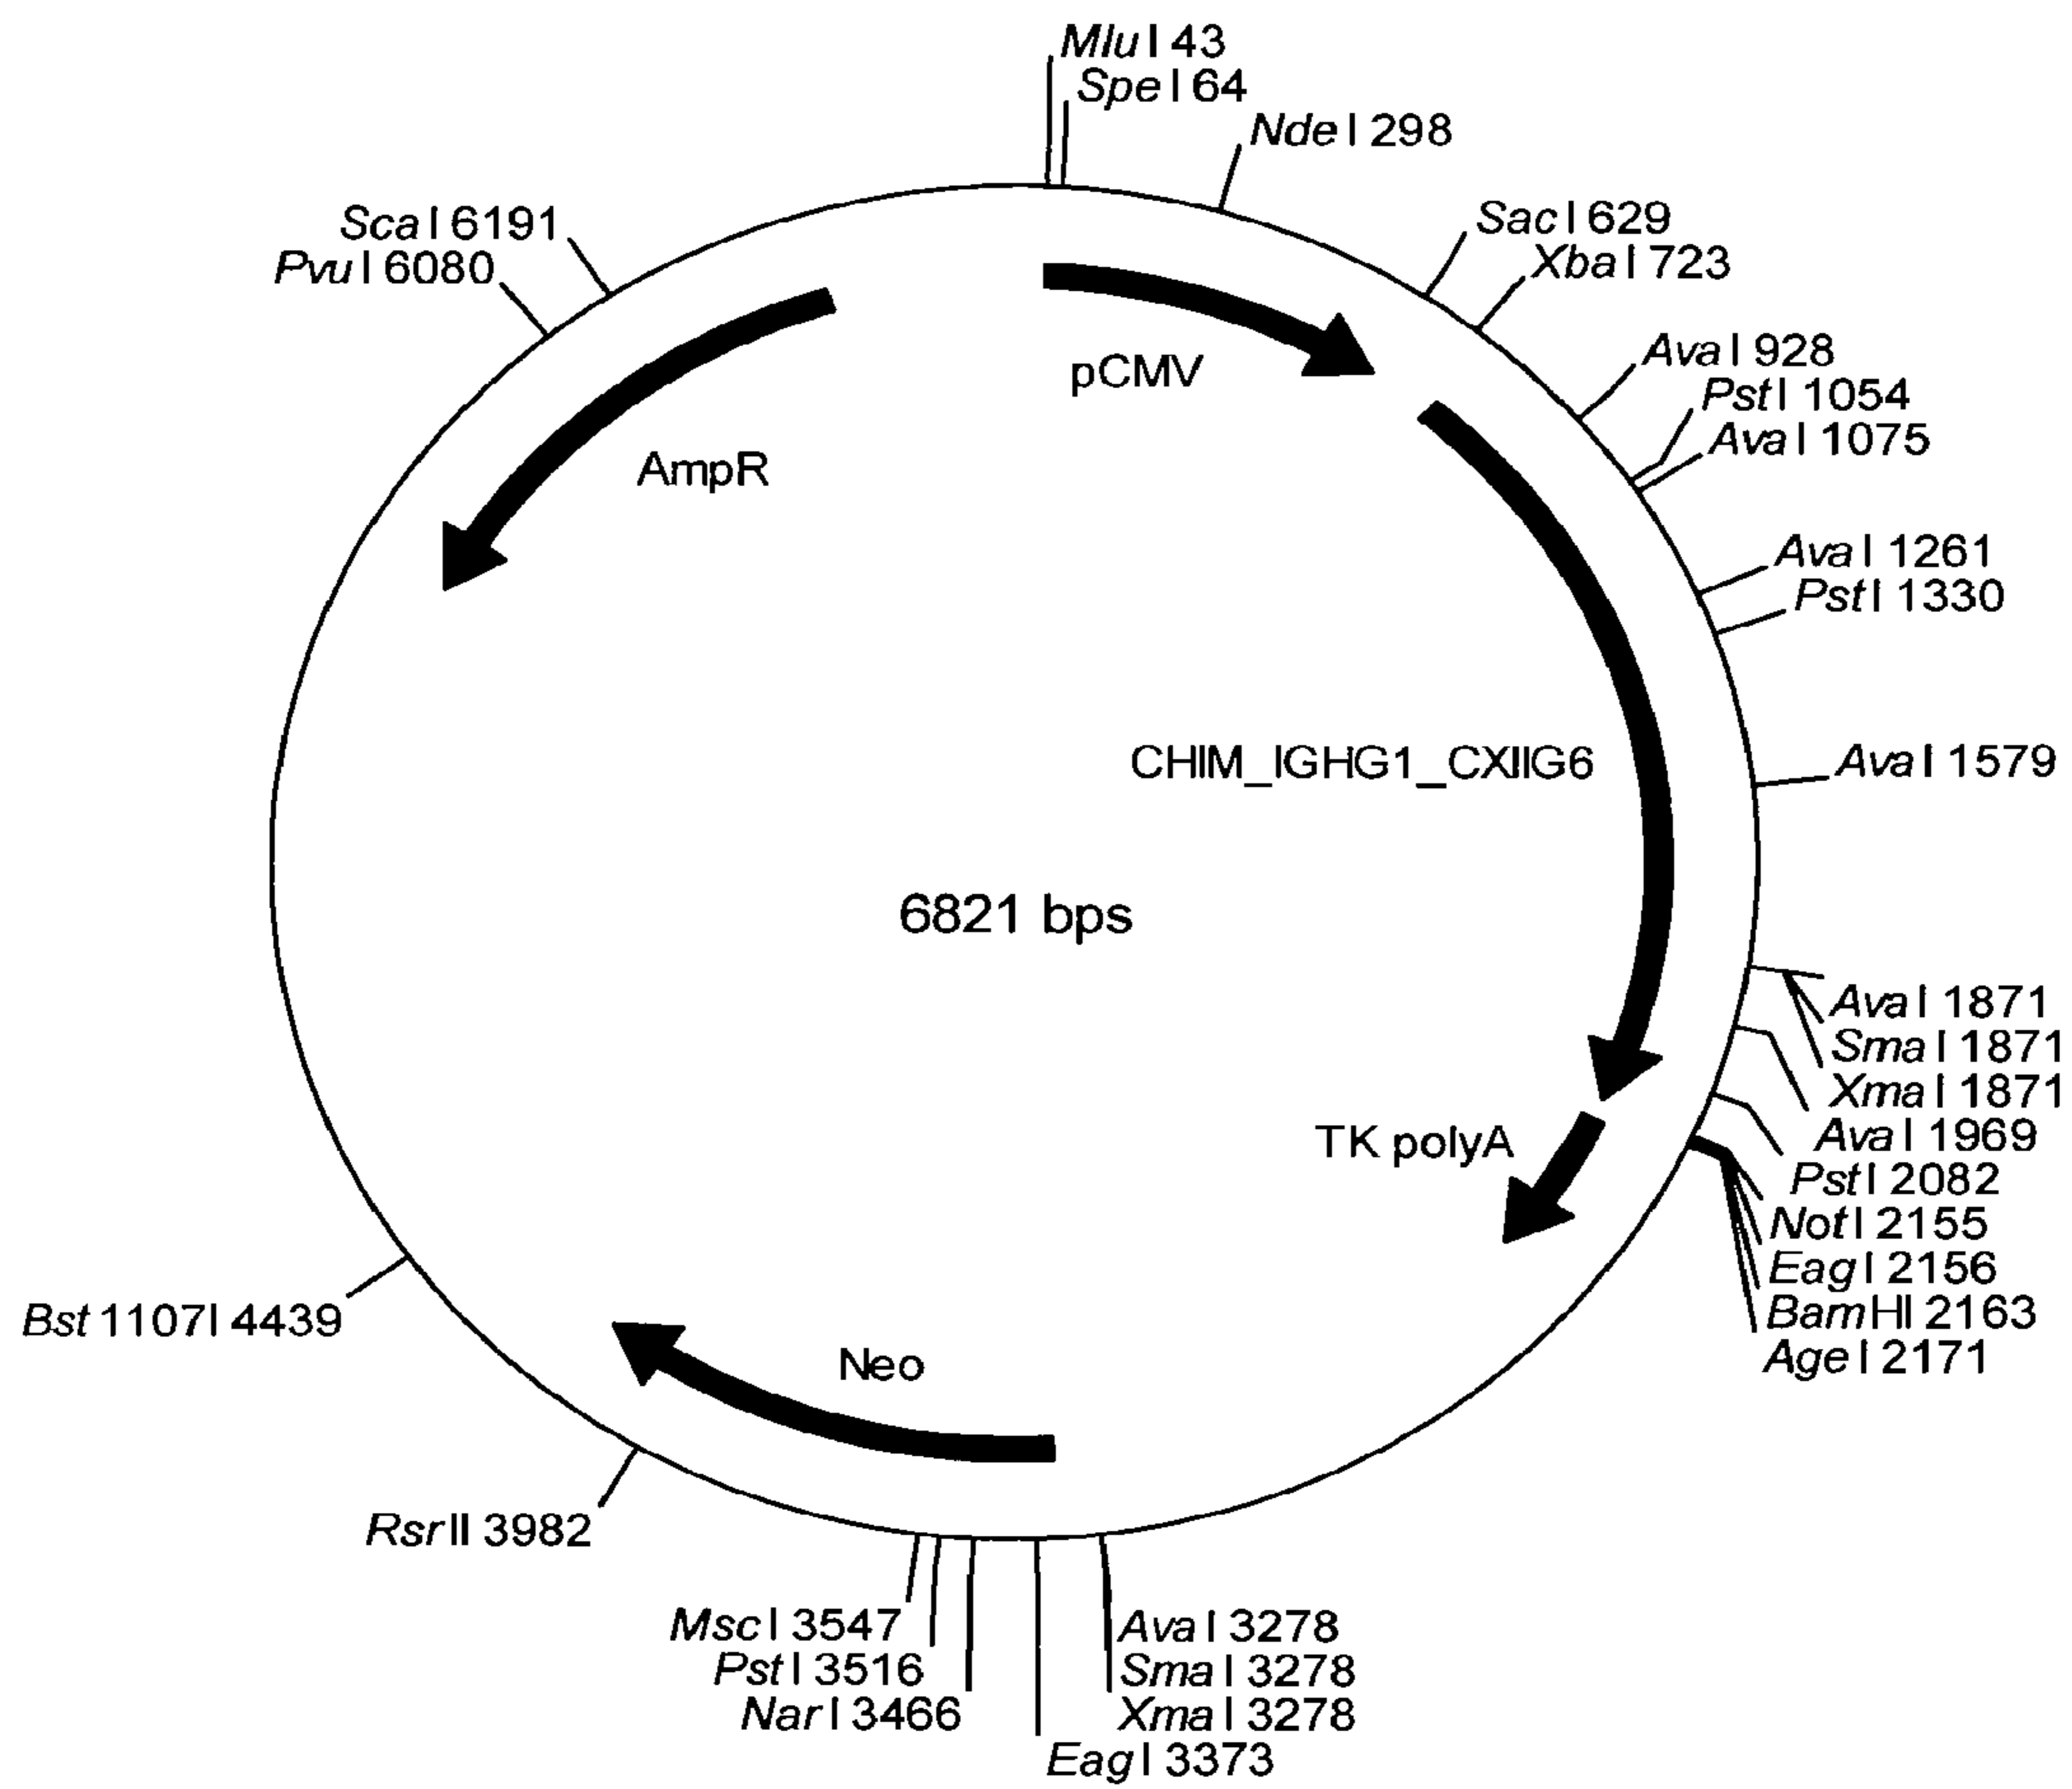 MluI 43
SpeI 64
NdeI 298
ScaI 6191
SacI 629
PvuI 6080
XbaI 723
AvaI 928
pCMV
PstI 1054
AvaI 1075
AmpR
AvaI 1261
PstI 1330
CHIM_IGHG1_CXIIG6
AvaI 1579
6821 bps
AvaI 1871
SmaI 1871
XmaI 1871
TK polyA
AvaI 1969
PstI 2082
NotI 2155
EagI 2156
BamHI 2163
Bst1107I 4439
AgeI 2171
Neo
RsrII 3982
MscI 3547
AvaI 3278
PstI 3516
SmaI 3278
NarI 3466
XmaI 3278
EagI 3373